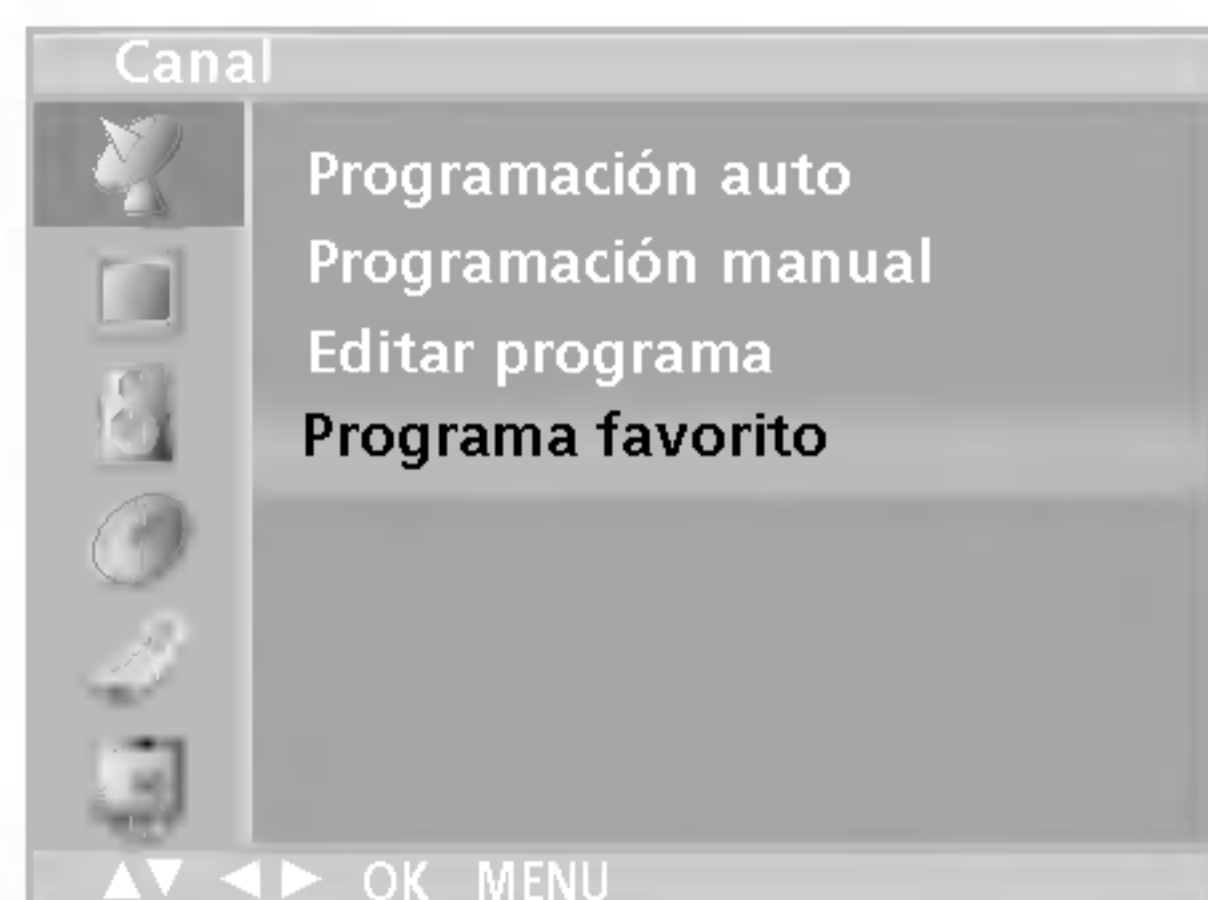 Canal
Programación auto
Programación manual
Editar programa
Programa favorito
▲▼ ◀▶ OK MENU